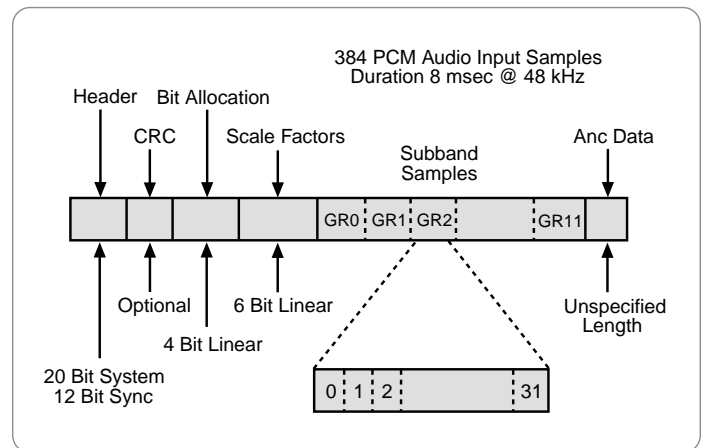 384 PCM Audio Input Samples
Duration 8 msec @ 48 kHz
Header
Bit Allocation
CRC
Scale Factors
Subband
Samples
Anc Data
GR0 GR1 GR2 GR11
Optional
6 Bit Linear
Unspecified
Length
4 Bit Linear
20 Bit System
12 Bit Sync
0 1 2 31